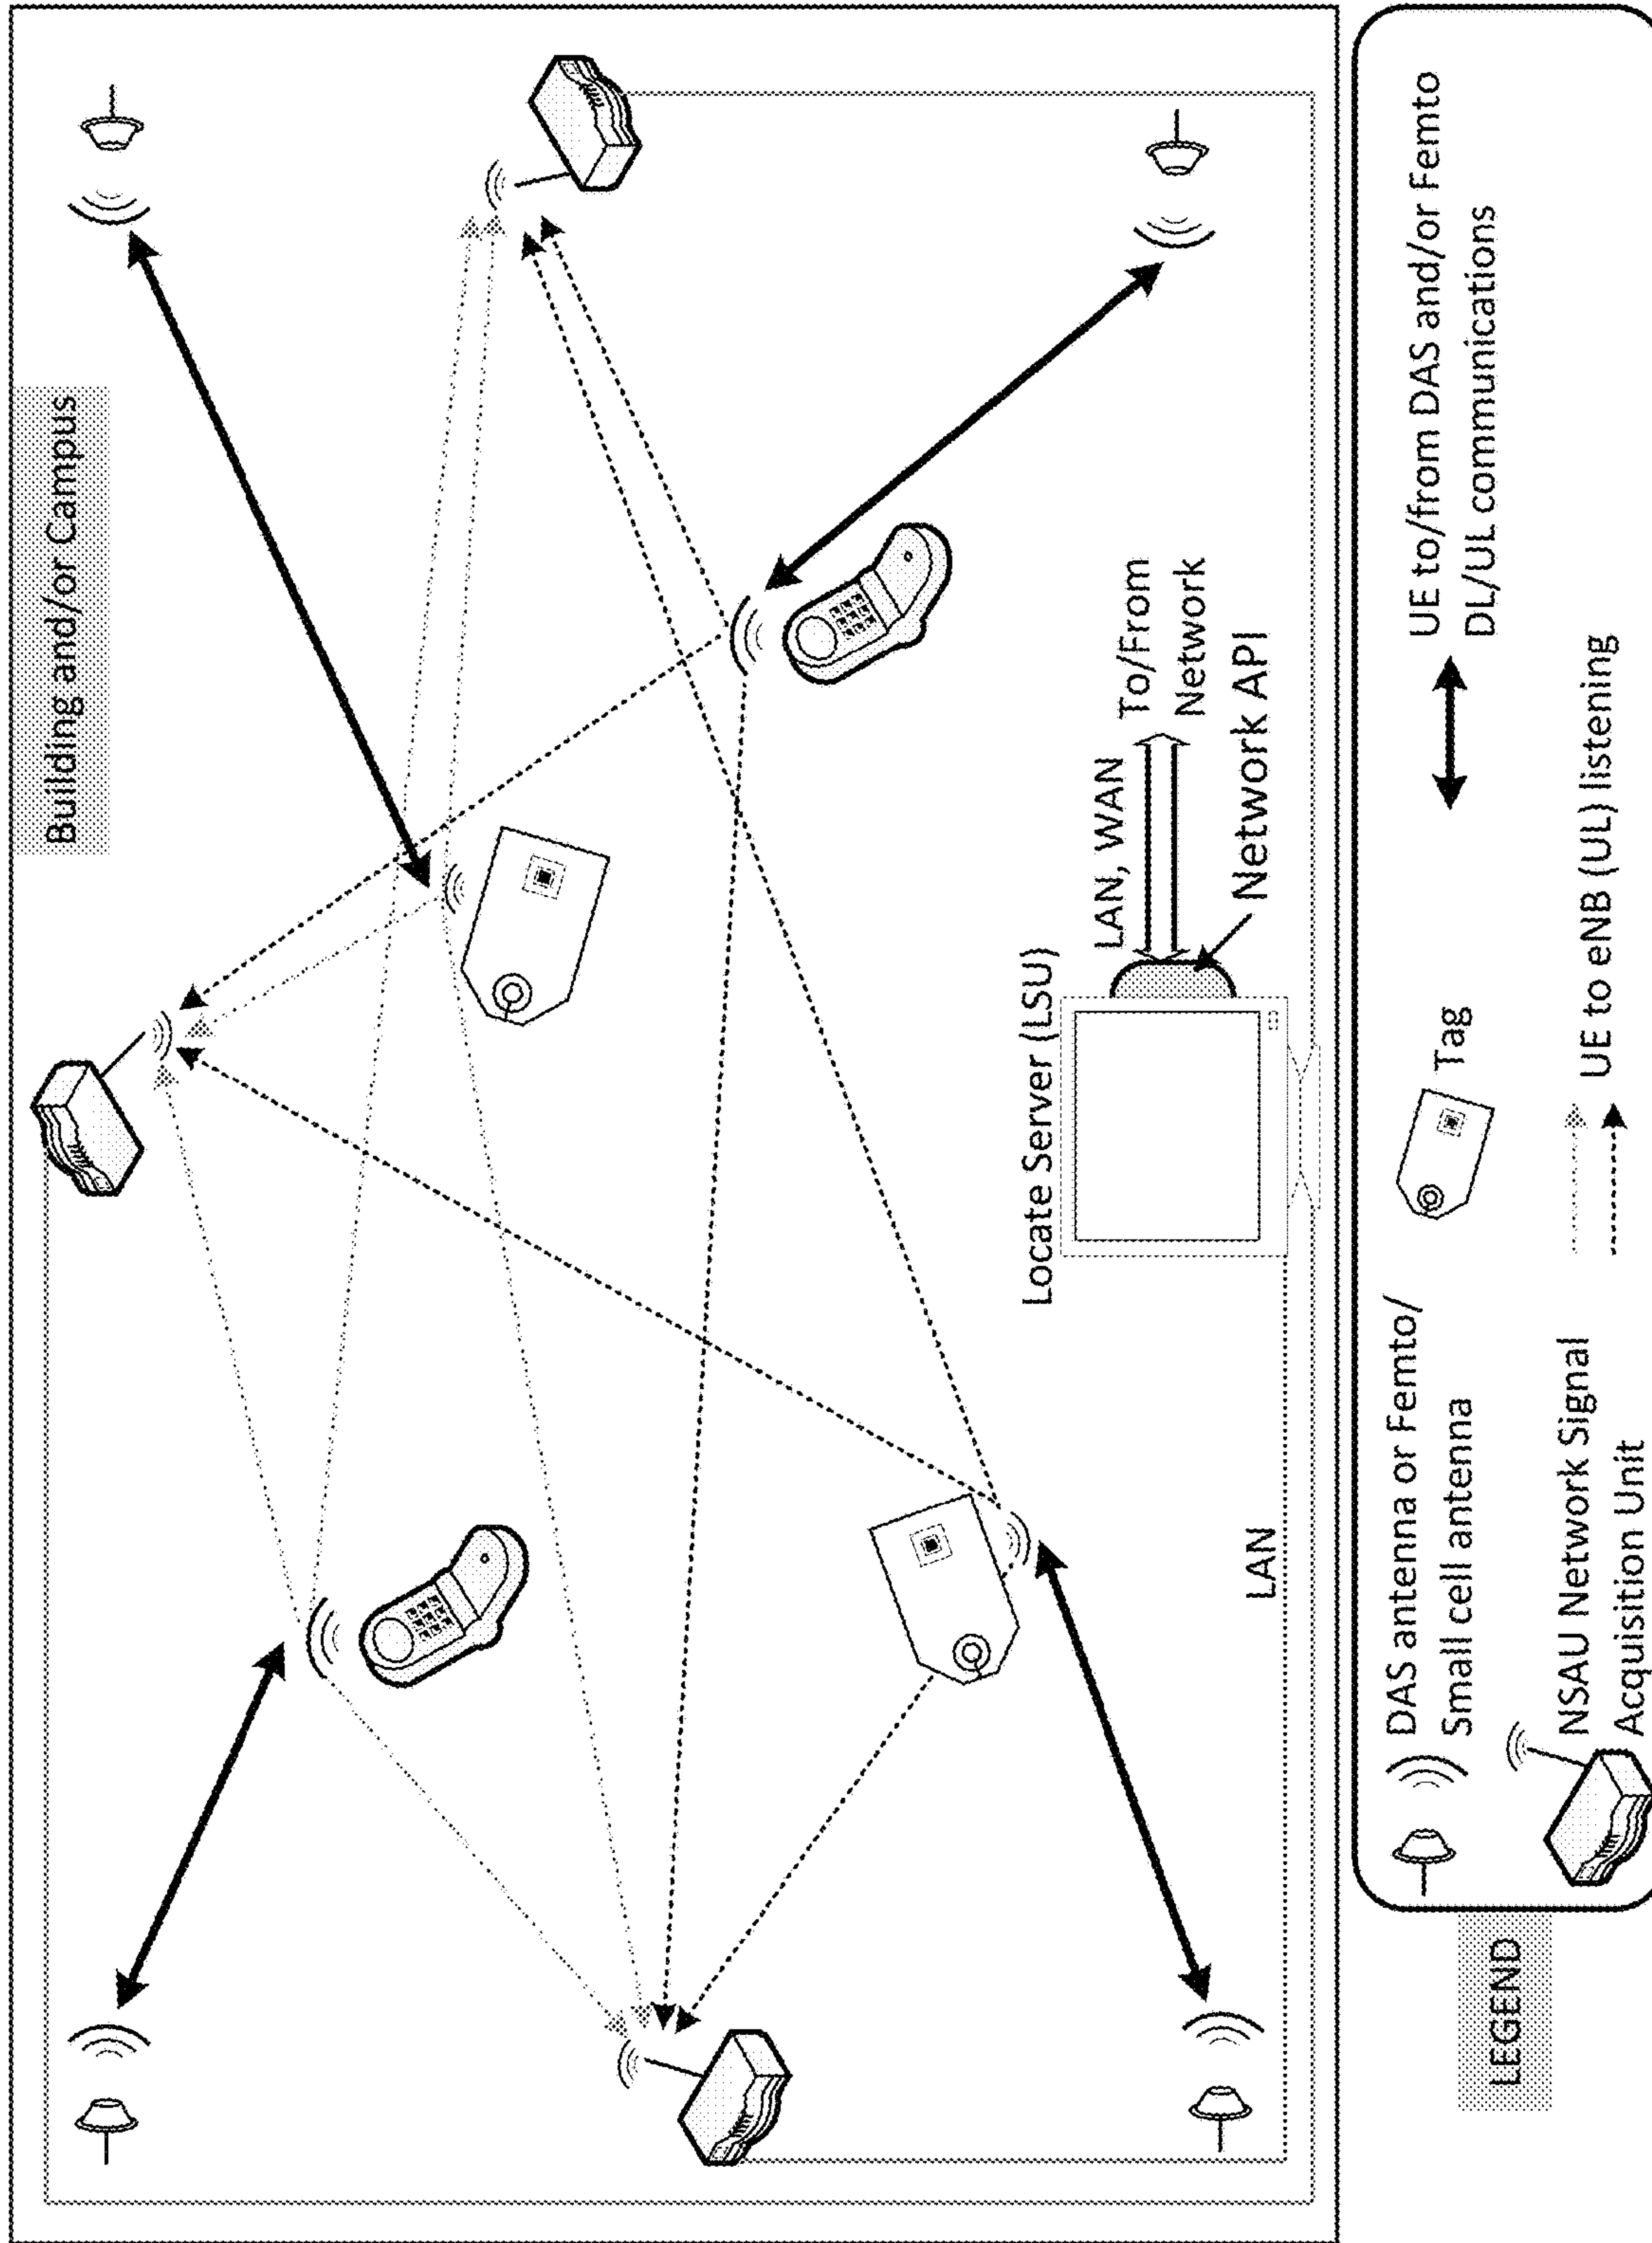 Building and/or Campus
Locate Server (LSU)
LAN, WAN
To/From
Network
Network API
LAN
LEGEND
DAS antenna or Femto/
Small cell antenna
Tag
UE to/from DAS and/or Femto
DL/UL communications
NSAU Network Signal
Acquisition Unit
UE to eNB (UL) listening